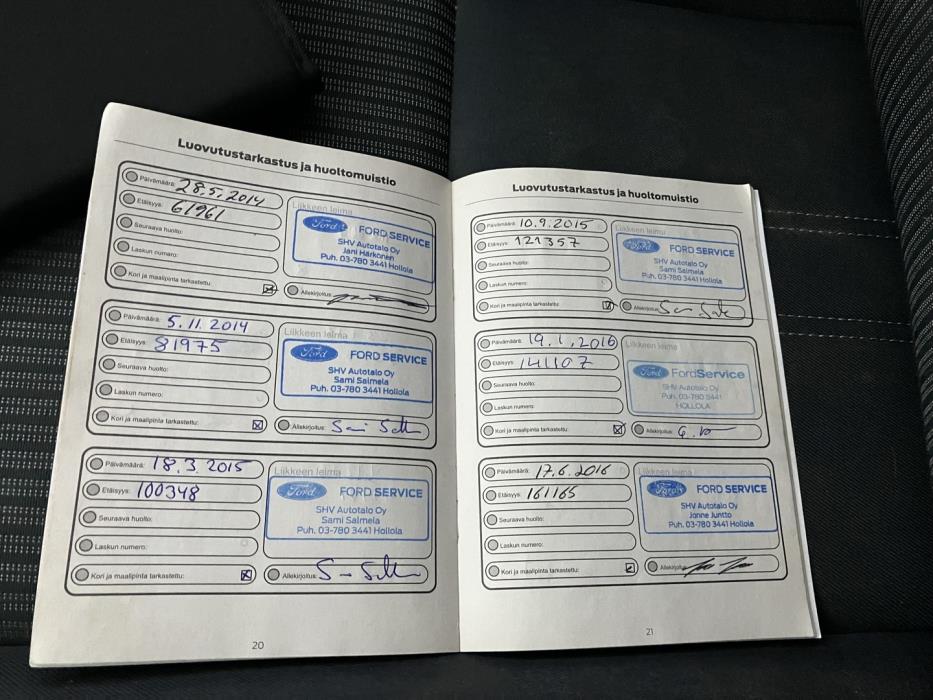 Luovutustarkastus ja huoltomuistio
Päivämäärä: 28.5.2014
Etäisyys: 61961
Seuraava huolto:
Laskun numero:
Kori ja maalipinta tarkastettu:
Liikkeen leima
Ford FORD SERVICE
SHV Autotalo Oy
Jani Härkönen
Puh. 03-780 3441 Hollola
Allekirjoitus:
Päivämäärä: 5.11.2014
Etäisyys: 81975
Seuraava huolto:
Laskun numero:
Kori ja maalipinta tarkastettu:
Liikkeen leima
Ford FORD SERVICE
SHV Autotalo Oy
Sami Salmela
Puh. 03-780 3441 Hollola
Allekirjoitus:
Päivämäärä: 18.3.2015
Etäisyys: 100348
Seuraava huolto:
Laskun numero:
Kori ja maalipinta tarkastettu:
Liikkeen leima
Ford FORD SERVICE
SHV Autotalo Oy
Sami Salmela
Puh. 03-780 3441 Hollola
Allekirjoitus:
20
Luovutustarkastus ja huoltomuistio
Päivämäärä: 10.9.2015
Etäisyys: 121357
Seuraava huolto:
Laskun numero:
Kori ja maalipinta tarkastettu:
Liikkeen leima
Ford FORD SERVICE
SHV Autotalo Oy
Sami Salmela
Puh. 03-780 3441 Hollola
Allekirjoitus:
Päivämäärä: 19.1.2016
Etäisyys: 141107
Seuraava huolto:
Laskun numero:
Kori ja maalipinta tarkastettu:
Liikkeen leima
Ford FordService
SHV Autotalo Oy
Puh. 03-780 3441
HOLLOLA
Allekirjoitus:
Päivämäärä: 17.6.2016
Etäisyys: 161165
Seuraava huolto:
Laskun numero:
Kori ja maalipinta tarkastettu:
Liikkeen leima
Ford FORD SERVICE
SHV Autotalo Oy
Janne Juntto
Puh. 03-780 3441 Hollola
Allekirjoitus:
21